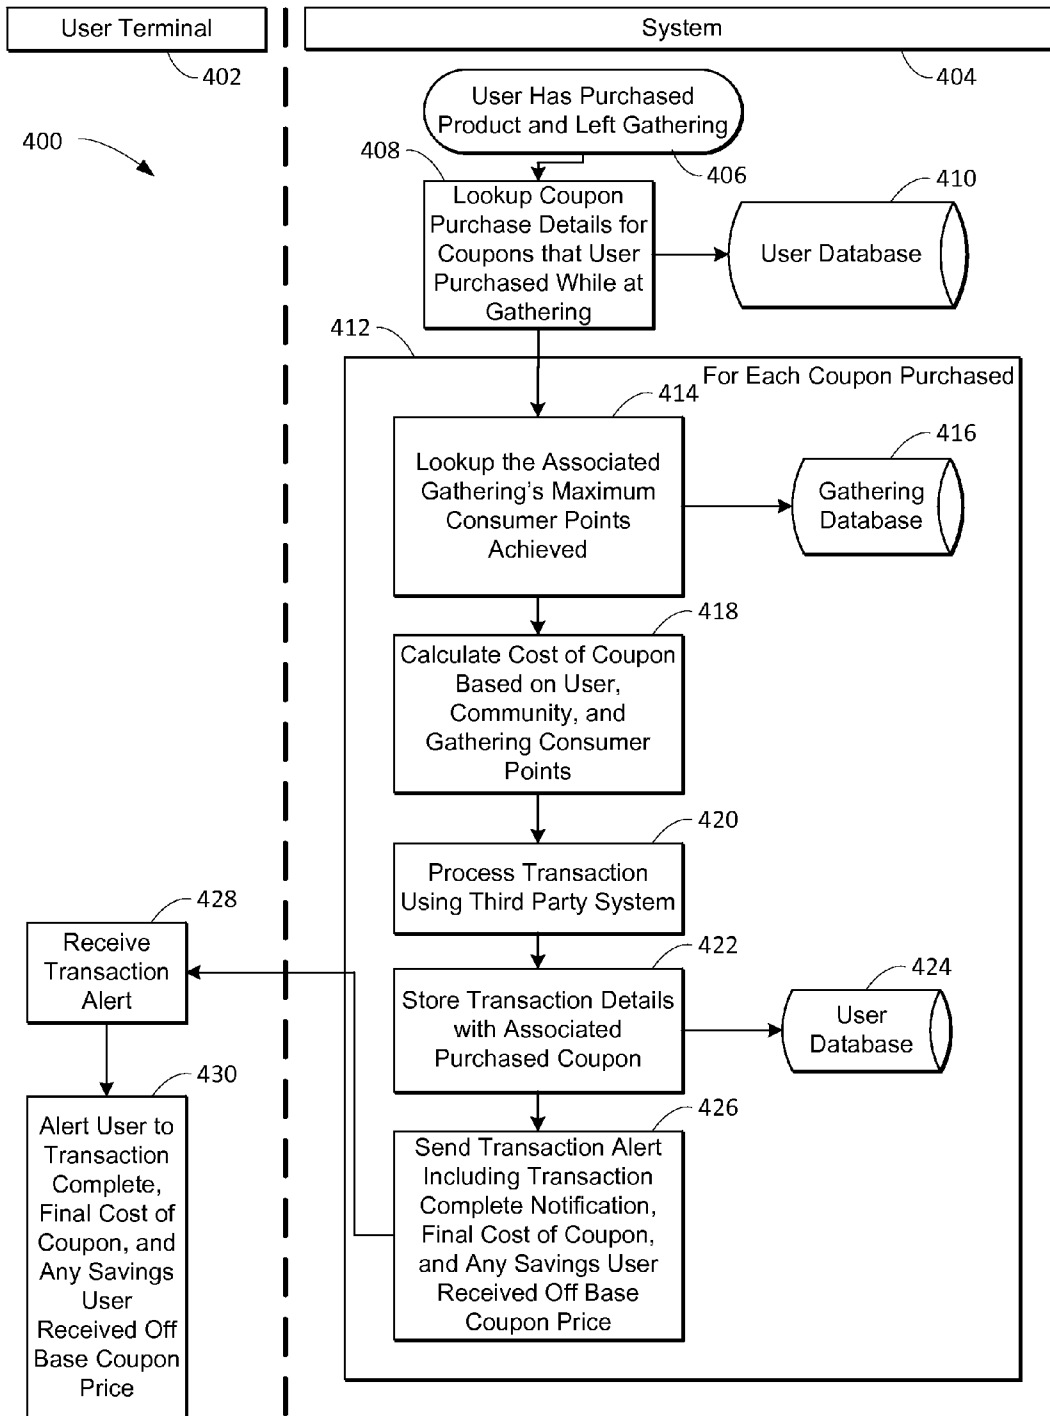 User Terminal
System
402
404
400
User Has Purchased
Product and Left Gathering
406
408
Lookup Coupon
Purchase Details for
Coupons that User
Purchased While at
Gathering
410
User Database
412
For Each Coupon Purchased
414
Lookup the Associated
Gathering's Maximum
Consumer Points
Achieved
416
Gathering
Database
418
Calculate Cost of Coupon
Based on User,
Community, and
Gathering Consumer
Points
420
Process Transaction
Using Third Party System
422
Store Transaction Details
with Associated
Purchased Coupon
424
User
Database
426
Send Transaction Alert
Including Transaction
Complete Notification,
Final Cost of Coupon,
and Any Savings User
Received Off Base
Coupon Price
428
Receive
Transaction
Alert
430
Alert User to
Transaction
Complete,
Final Cost of
Coupon, and
Any Savings
User
Received Off
Base Coupon
Price